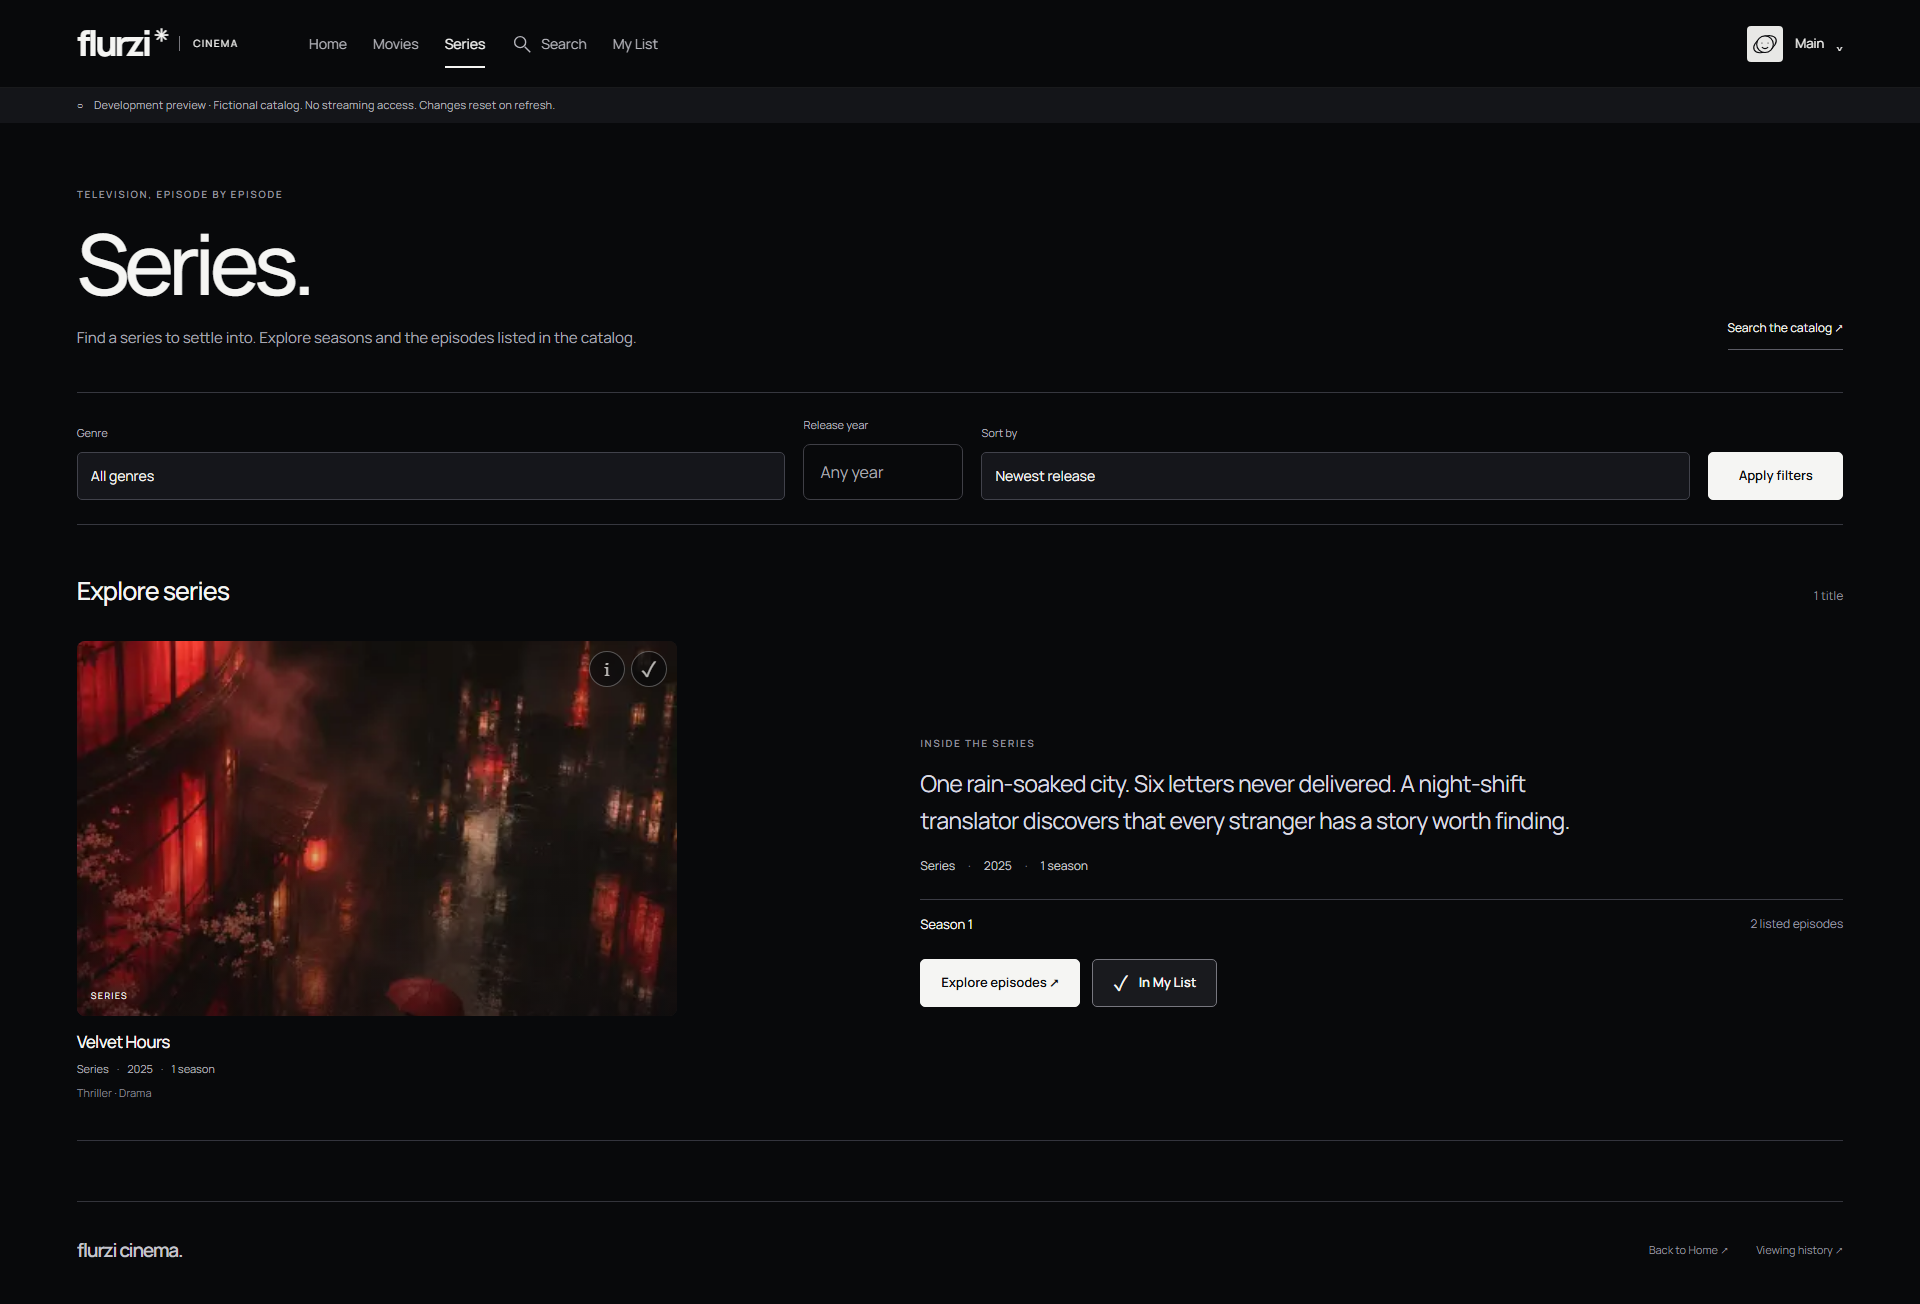 flurzi* CINEMA Home Movies Series Search My List Main
Development preview · Fictional catalog. No streaming access. Changes reset on refresh.
TELEVISION, EPISODE BY EPISODE
Series.
Find a series to settle into. Explore seasons and the episodes listed in the catalog.
Search the catalog ↗
Genre
All genres
Release year
Any year
Sort by
Newest release
Apply filters
Explore series
1 title
i ✓
SERIES
Velvet Hours
Series · 2025 · 1 season
Thriller · Drama
INSIDE THE SERIES
One rain-soaked city. Six letters never delivered. A night-shift
translator discovers that every stranger has a story worth finding.
Series · 2025 · 1 season
Season 1
2 listed episodes
Explore episodes ↗
✓ In My List
flurzi cinema.
Back to Home ↗ Viewing history ↗